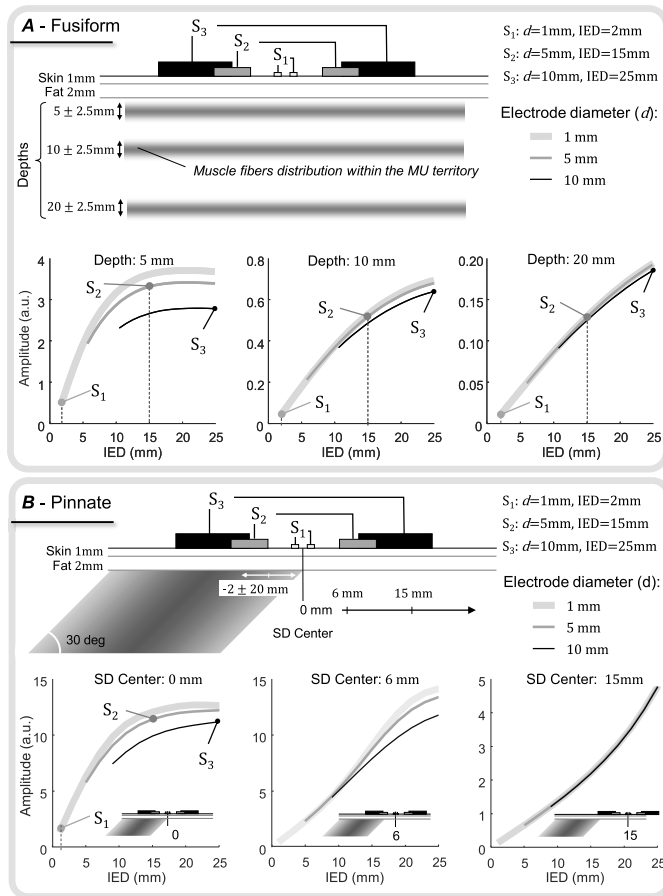 A - Fusiform
S3
S2
S1
S1: d=1mm, IED=2mm
S2: d=5mm, IED=15mm
S3: d=10mm, IED=25mm
Skin 1mm
Fat 2mm
Depths
5 ± 2.5mm
10 ± 2.5mm
20 ± 2.5mm
Muscle fibers distribution within the MU territory
Electrode diameter (d):
1 mm
5 mm
10 mm
Depth: 5 mm
Amplitude (a.u.)
4
3
2
1
0
S1
S2
S3
0 5 10 15 20 25
IED (mm)
Depth: 10 mm
0.8
0.6
0.4
0.2
0
S1
S2
S3
0 5 10 15 20 25
IED (mm)
Depth: 20 mm
0.20
0.15
0.10
0.05
0
S1
S2
S3
0 5 10 15 20 25
IED (mm)
B - Pinnate
S3
S2
S1
S1: d=1mm, IED=2mm
S2: d=5mm, IED=15mm
S3: d=10mm, IED=25mm
Skin 1mm
Fat 2mm
-2 ± 20 mm
30 deg
0 mm
6 mm
15 mm
SD Center
Electrode diameter (d):
1 mm
5 mm
10 mm
SD Center: 0 mm
Amplitude (a.u.)
15
10
5
0
S1
S2
S3
0
0 5 10 15 20 25
IED (mm)
SD Center: 6 mm
15
10
5
0
6
0 5 10 15 20 25
IED (mm)
SD Center: 15mm
5
4
3
2
1
0
15
0 5 10 15 20 25
IED (mm)